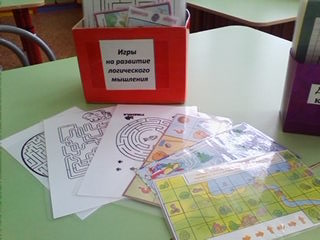 Игры
на развитие
логического
мышления